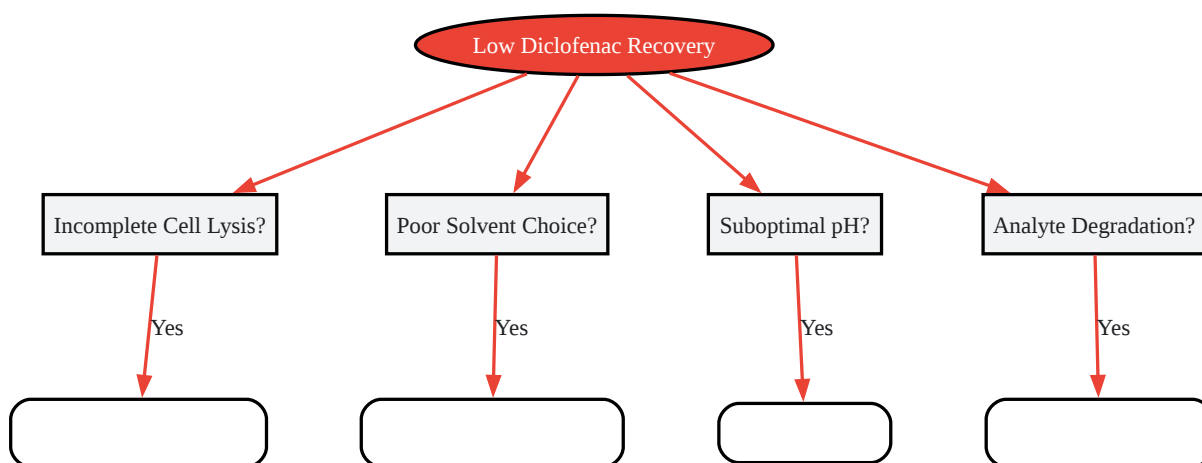 Low Diclofenac Recovery
Incomplete Cell Lysis?
Poor Solvent Choice?
Suboptimal pH?
Analyte Degradation?
Yes
Yes
Yes
Yes